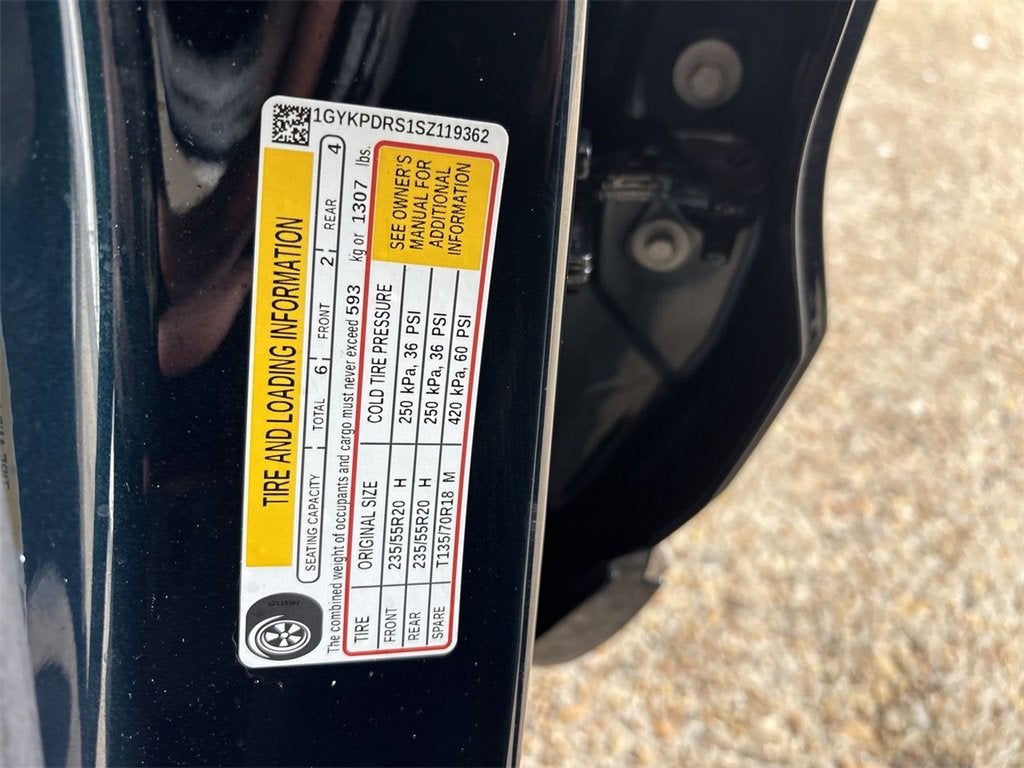 1GYKPDRS1SZ119362
TIRE AND LOADING INFORMATION
SEATING CAPACITY TOTAL 6 FRONT 2 REAR 4
The combined weight of occupants and cargo must never exceed 593 kg or 1307 lbs.
TIRE ORIGINAL SIZE COLD TIRE PRESSURE
FRONT 235/55R20 H 250 kPa, 36 PSI
REAR 235/55R20 H 250 kPa, 36 PSI
SPARE T135/70R18 M 420 kPa, 60 PSI
SEE OWNER'S
MANUAL FOR
ADDITIONAL
INFORMATION